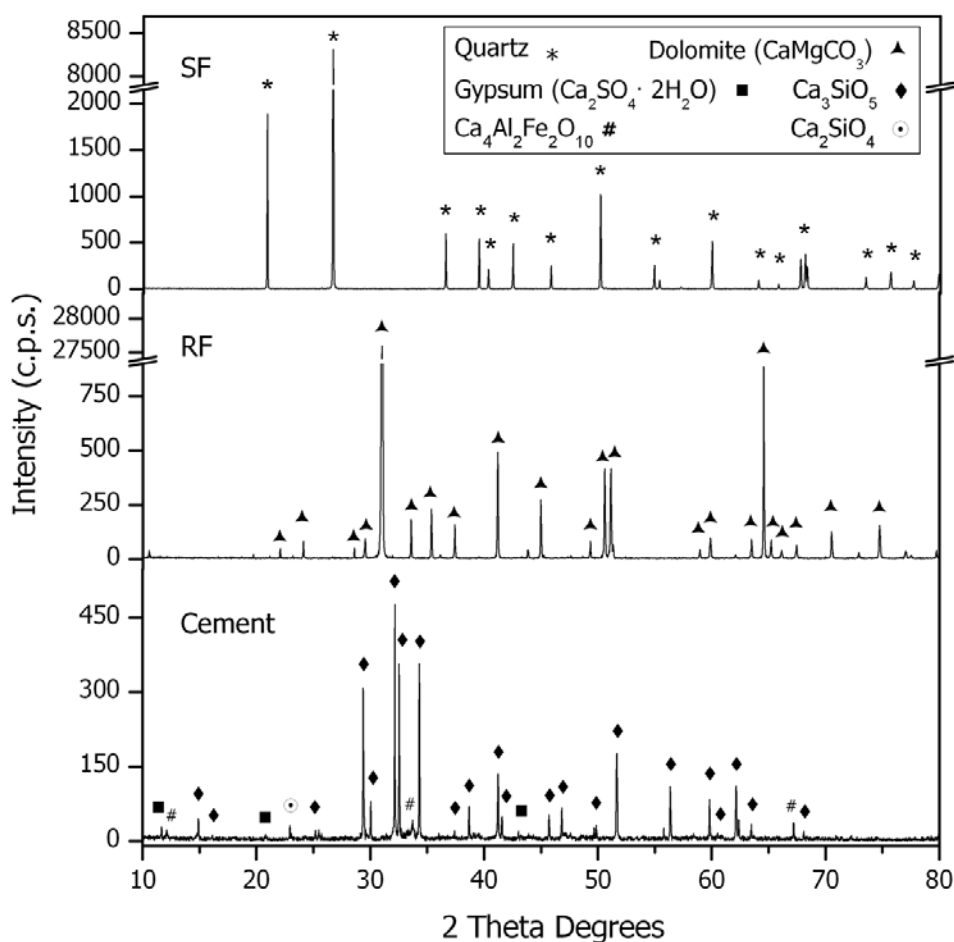 Intensity (c.p.s.)
8500
8000
2000
1500
1000
500
0
SF
Quartz * Dolomite (CaMgCO₃)
Gypsum (Ca₂SO₄· 2H₂O) ■ Ca₃SiO₅ ♦
Ca₄Al₂Fe₂O₁₀ # Ca₂SiO₄ ☉
28000
27500
750
500
250
0
RF
450
300
150
0
Cement
10 20 30 40 50 60 70 80
2 Theta Degrees